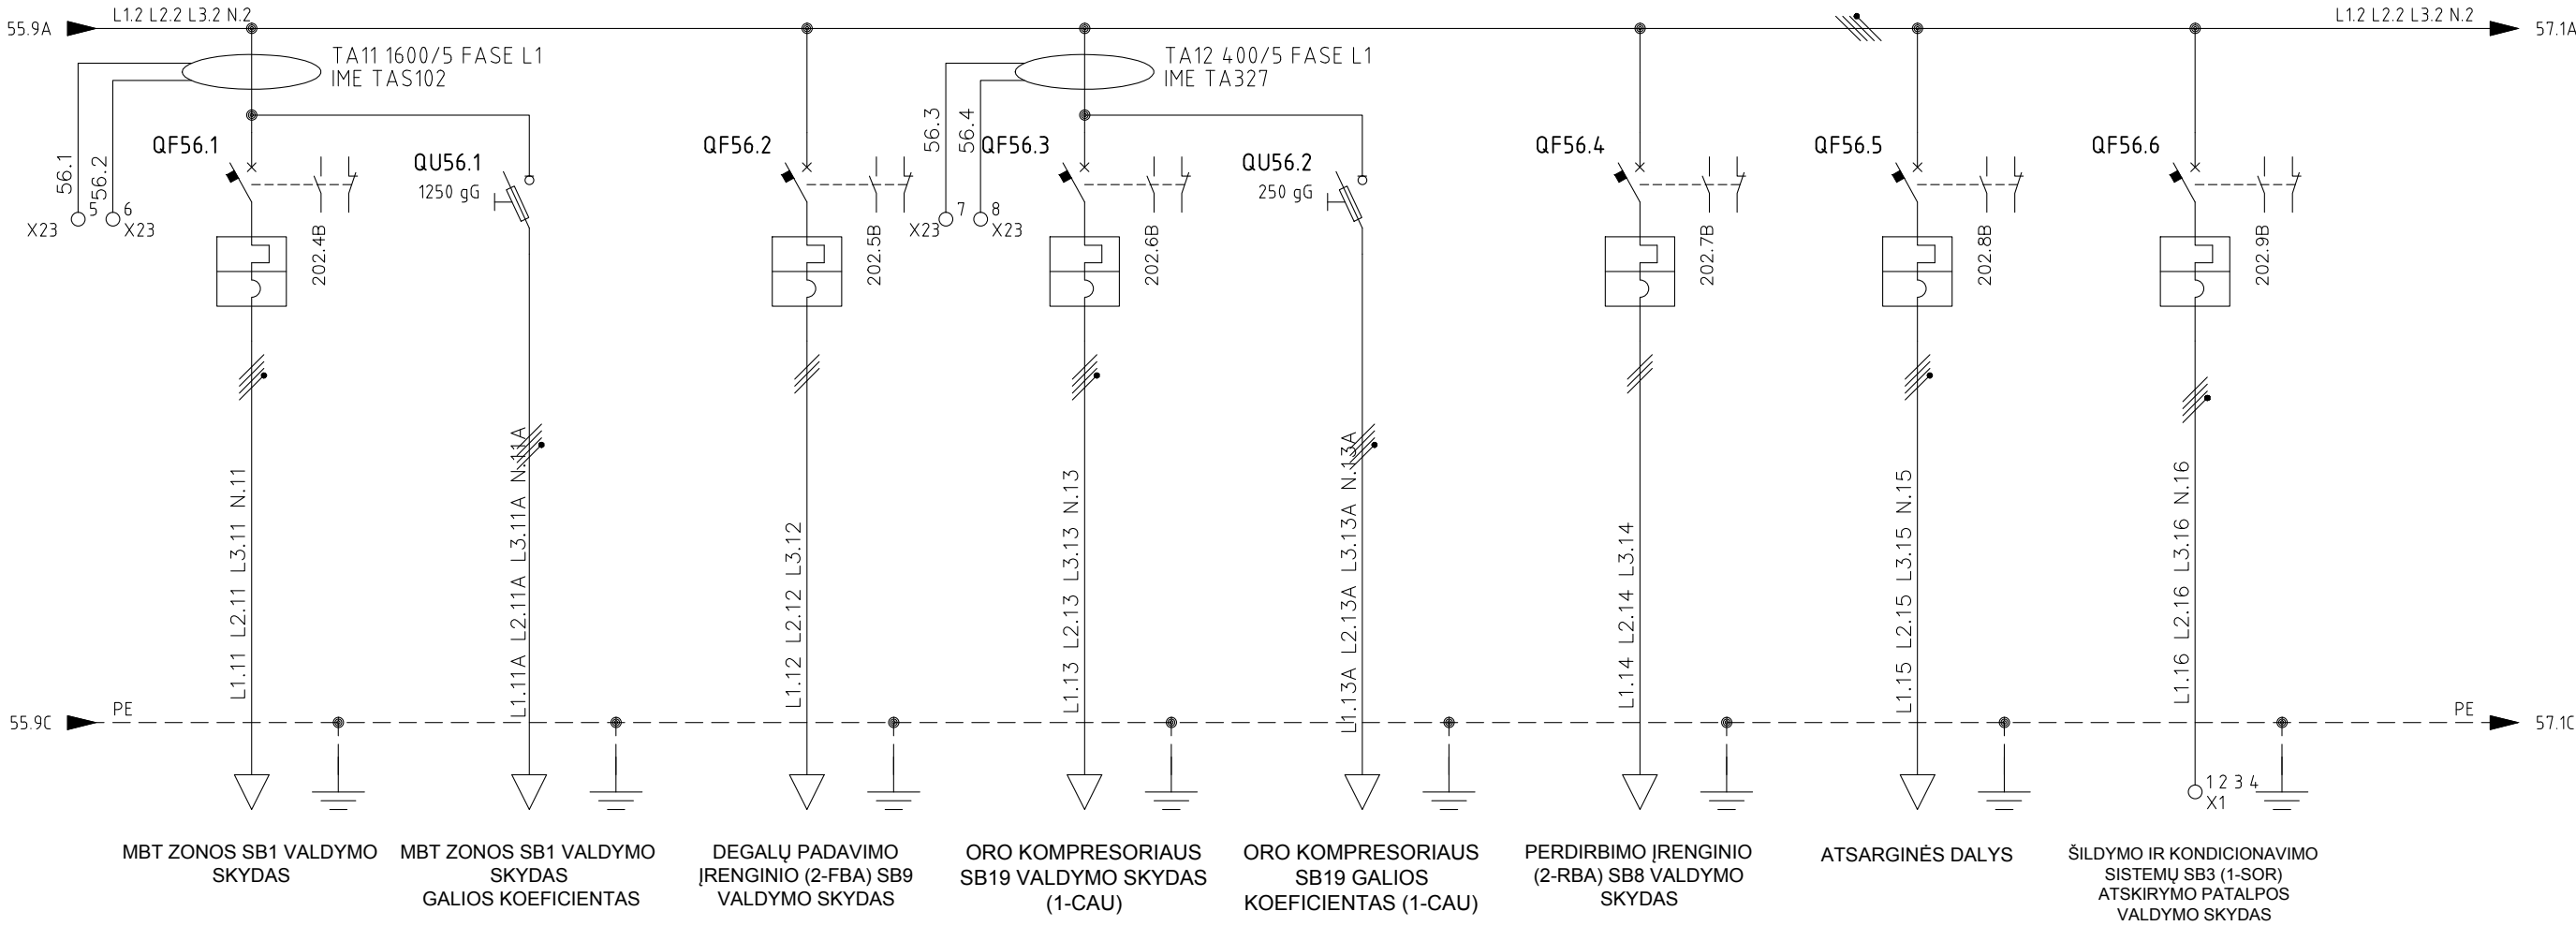 L1.2 L2.2 L3.2 N.2
L1.2 L2.2 L3.2 N.2
55.9A
57.1A
TA11 1600/5 FASE L1
IME TAS102
TA12 400/5 FASE L1
IME TA327
56.1
56.2
5
6
X23
X23
QF56.1
202.4B
QU56.1
1250 gG
QF56.2
202.5B
56.3
56.4
7
8
X23
X23
QF56.3
202.6B
QU56.2
250 gG
QF56.4
202.7B
QF56.5
202.8B
QF56.6
202.9B
L1.11 L2.11 L3.11 N.11
L1.11A L2.11A L3.11A N.11A
L1.12 L2.12 L3.12
L1.13 L2.13 L3.13 N.13
L1.13A L2.13A L3.13A N.13A
L1.14 L2.14 L3.14
L1.15 L2.15 L3.15 N.15
L1.16 L2.16 L3.16 N.16
55.9C
PE
PE
57.1C
1 2 3 4
X1
MBT ZONOS SB1 VALDYMO
SKYDAS
MBT ZONOS SB1 VALDYMO
SKYDAS
GALIOS KOEFICIENTAS
DEGALŲ PADAVIMO
ĮRENGINIO (2-FBA) SB9
VALDYMO SKYDAS
ORO KOMPRESORIAUS
SB19 VALDYMO SKYDAS
(1-CAU)
ORO KOMPRESORIAUS
SB19 GALIOS
KOEFICIENTAS (1-CAU)
PERDIRBIMO ĮRENGINIO
(2-RBA) SB8 VALDYMO
SKYDAS
ATSARGINĖS DALYS
ŠILDYMO IR KONDICIONAVIMO
SISTEMŲ SB3 (1-SOR)
ATSKIRYMO PATALPOS
VALDYMO SKYDAS